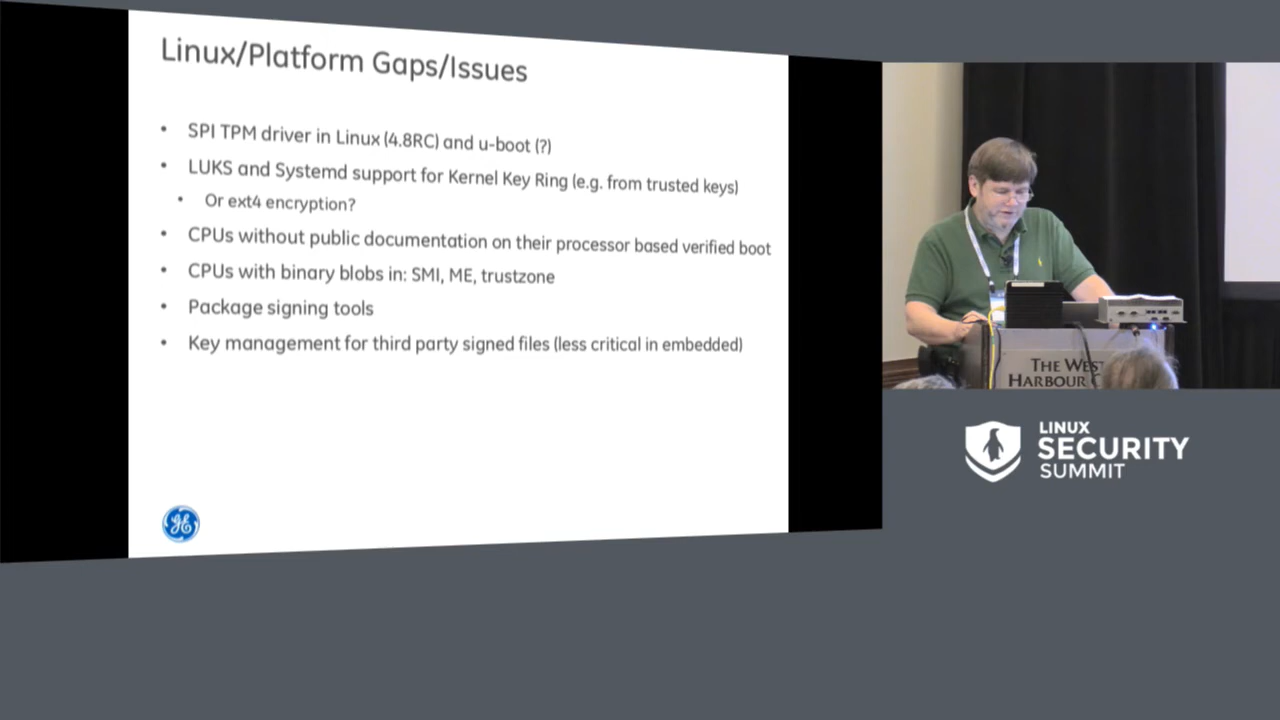 Linux/Platform Gaps/Issues
• SPI TPM driver in Linux (4.8RC) and u-boot (?)
• LUKS and Systemd support for Kernel Key Ring (e.g. from trusted keys)
• Or ext4 encryption?
• CPUs without public documentation on their processor based verified boot
• CPUs with binary blobs in: SMI, ME, trustzone
• Package signing tools
• Key management for third party signed files (less critical in embedded)
GE
THE WEST
HARBOUR
LINUX
SECURITY
SUMMIT